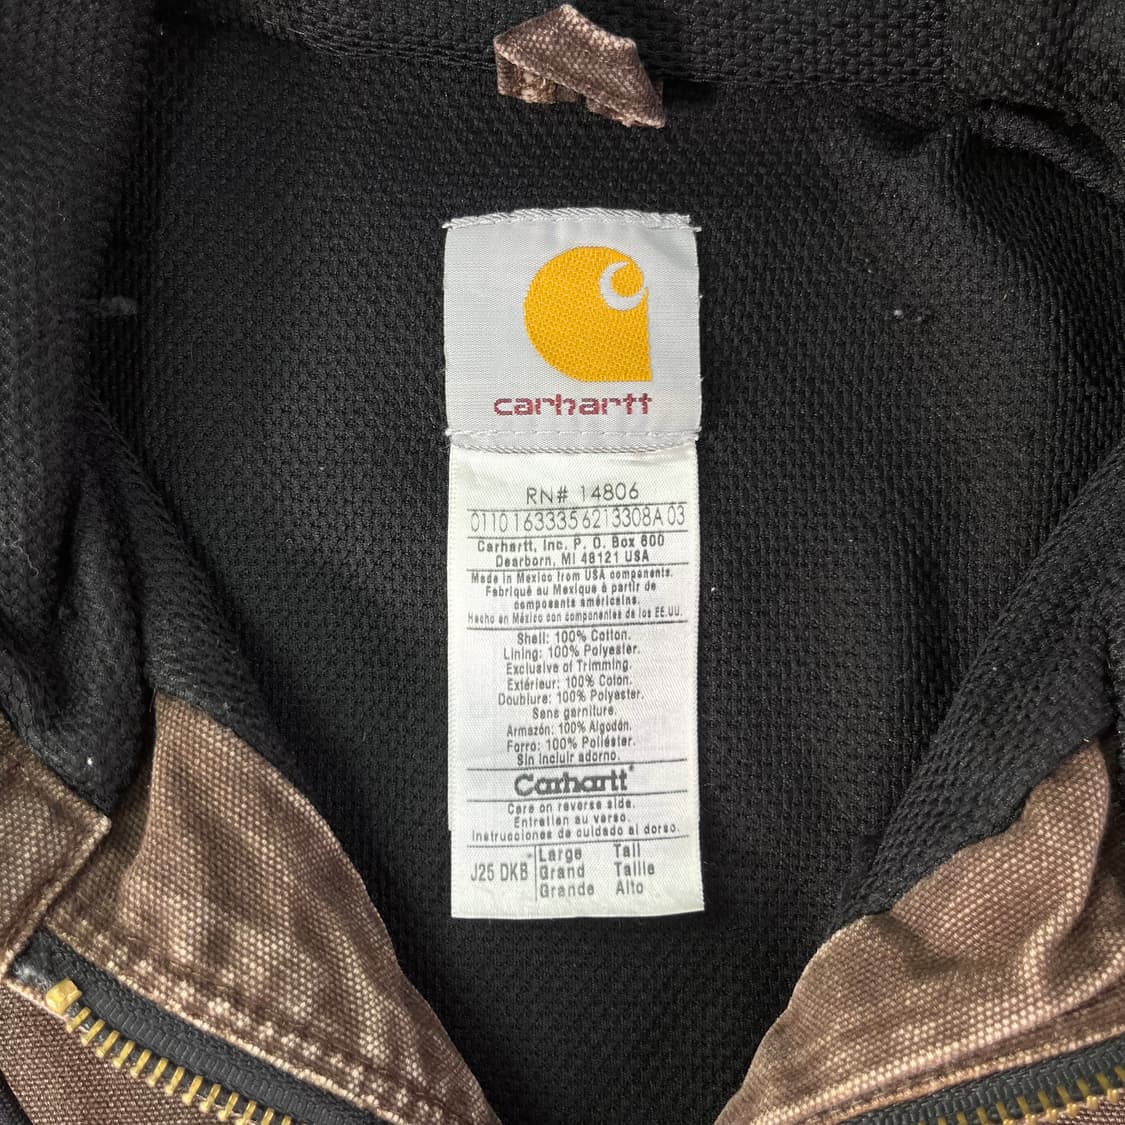 carhartt
RN# 14806
0110 163335 6213308A 03
Carhartt, Inc. P. O. Box 600
Dearborn, MI 48121 USA
Made in Mexico from USA components.
Fabriqué au Mexique à partir de
composants américains.
Hecho en México con componentes de los EE.UU.
Shell: 100% Cotton.
Lining: 100% Polyester.
Exclusive of Trimming.
Extérieur: 100% Coton.
Doublure: 100% Polyester.
Sans garniture.
Armazón: 100% Algodón.
Forro: 100% Poliéster.
Sin incluir adorno.
Carhartt®
Care on reverse side.
Entretien au verso.
Instrucciones de cuidado al dorso.
J25 DKB
Large Tall
Grand Taille
Grande Alto